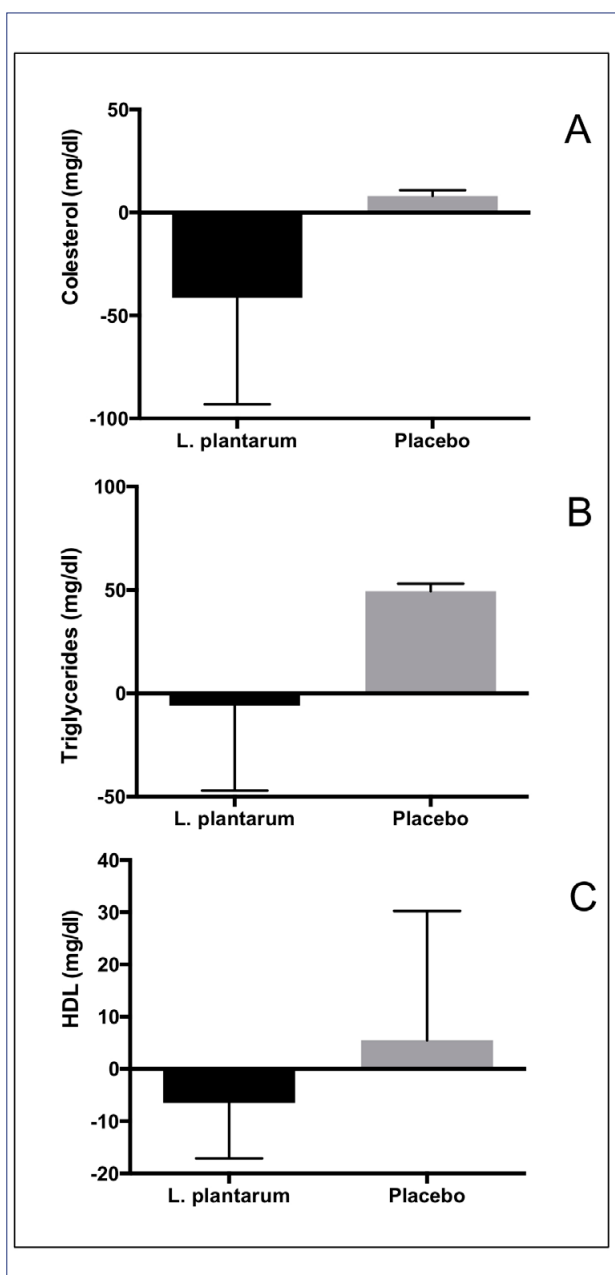 A
Colesterol (mg/dl)
50
0
-50
-100
L. plantarum
Placebo
B
Triglycerides (mg/dl)
100
50
0
-50
L. plantarum
Placebo
C
HDL (mg/dl)
40
30
20
10
0
-10
-20
L. plantarum
Placebo